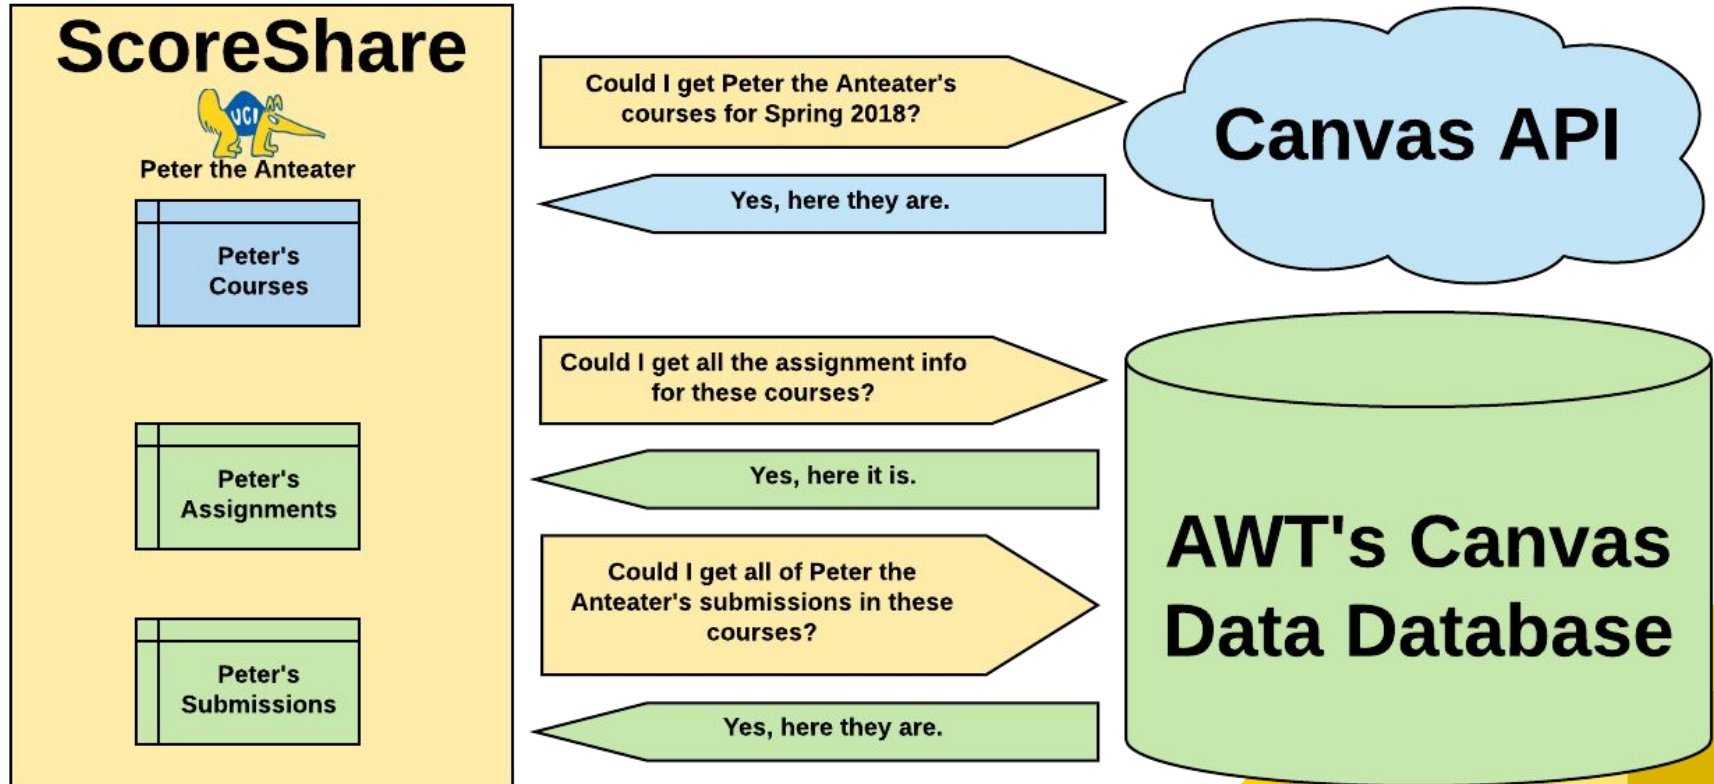 ScoreShare
UCI
Peter the Anteater
Peter's
Courses
Peter's
Assignments
Peter's
Submissions
Could I get Peter the Anteater's
courses for Spring 2018?
Yes, here they are.
Could I get all the assignment info
for these courses?
Yes, here it is.
Could I get all of Peter the
Anteater's submissions in these
courses?
Yes, here they are.
Canvas API
AWT's Canvas
Data Database